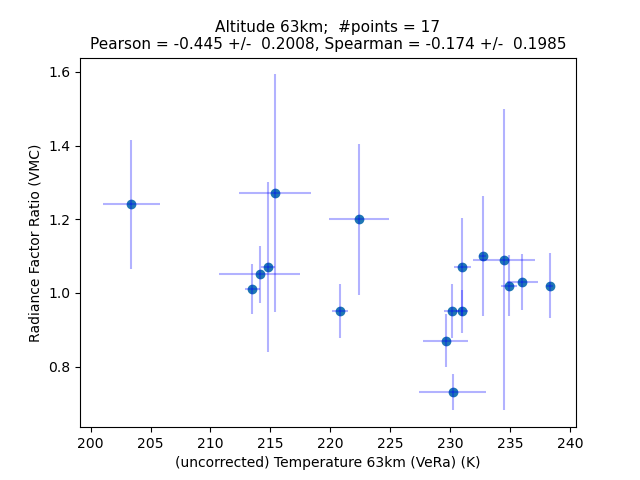 Altitude 63km;  #points = 17
Pearson = -0.445 +/-  0.2008, Spearman = -0.174 +/-  0.1985
1.6
1.4
1.2
1.0
0.8
Radiance Factor Ratio (VMC)
200 205 210 215 220 225 230 235 240
(uncorrected) Temperature 63km (VeRa) (K)